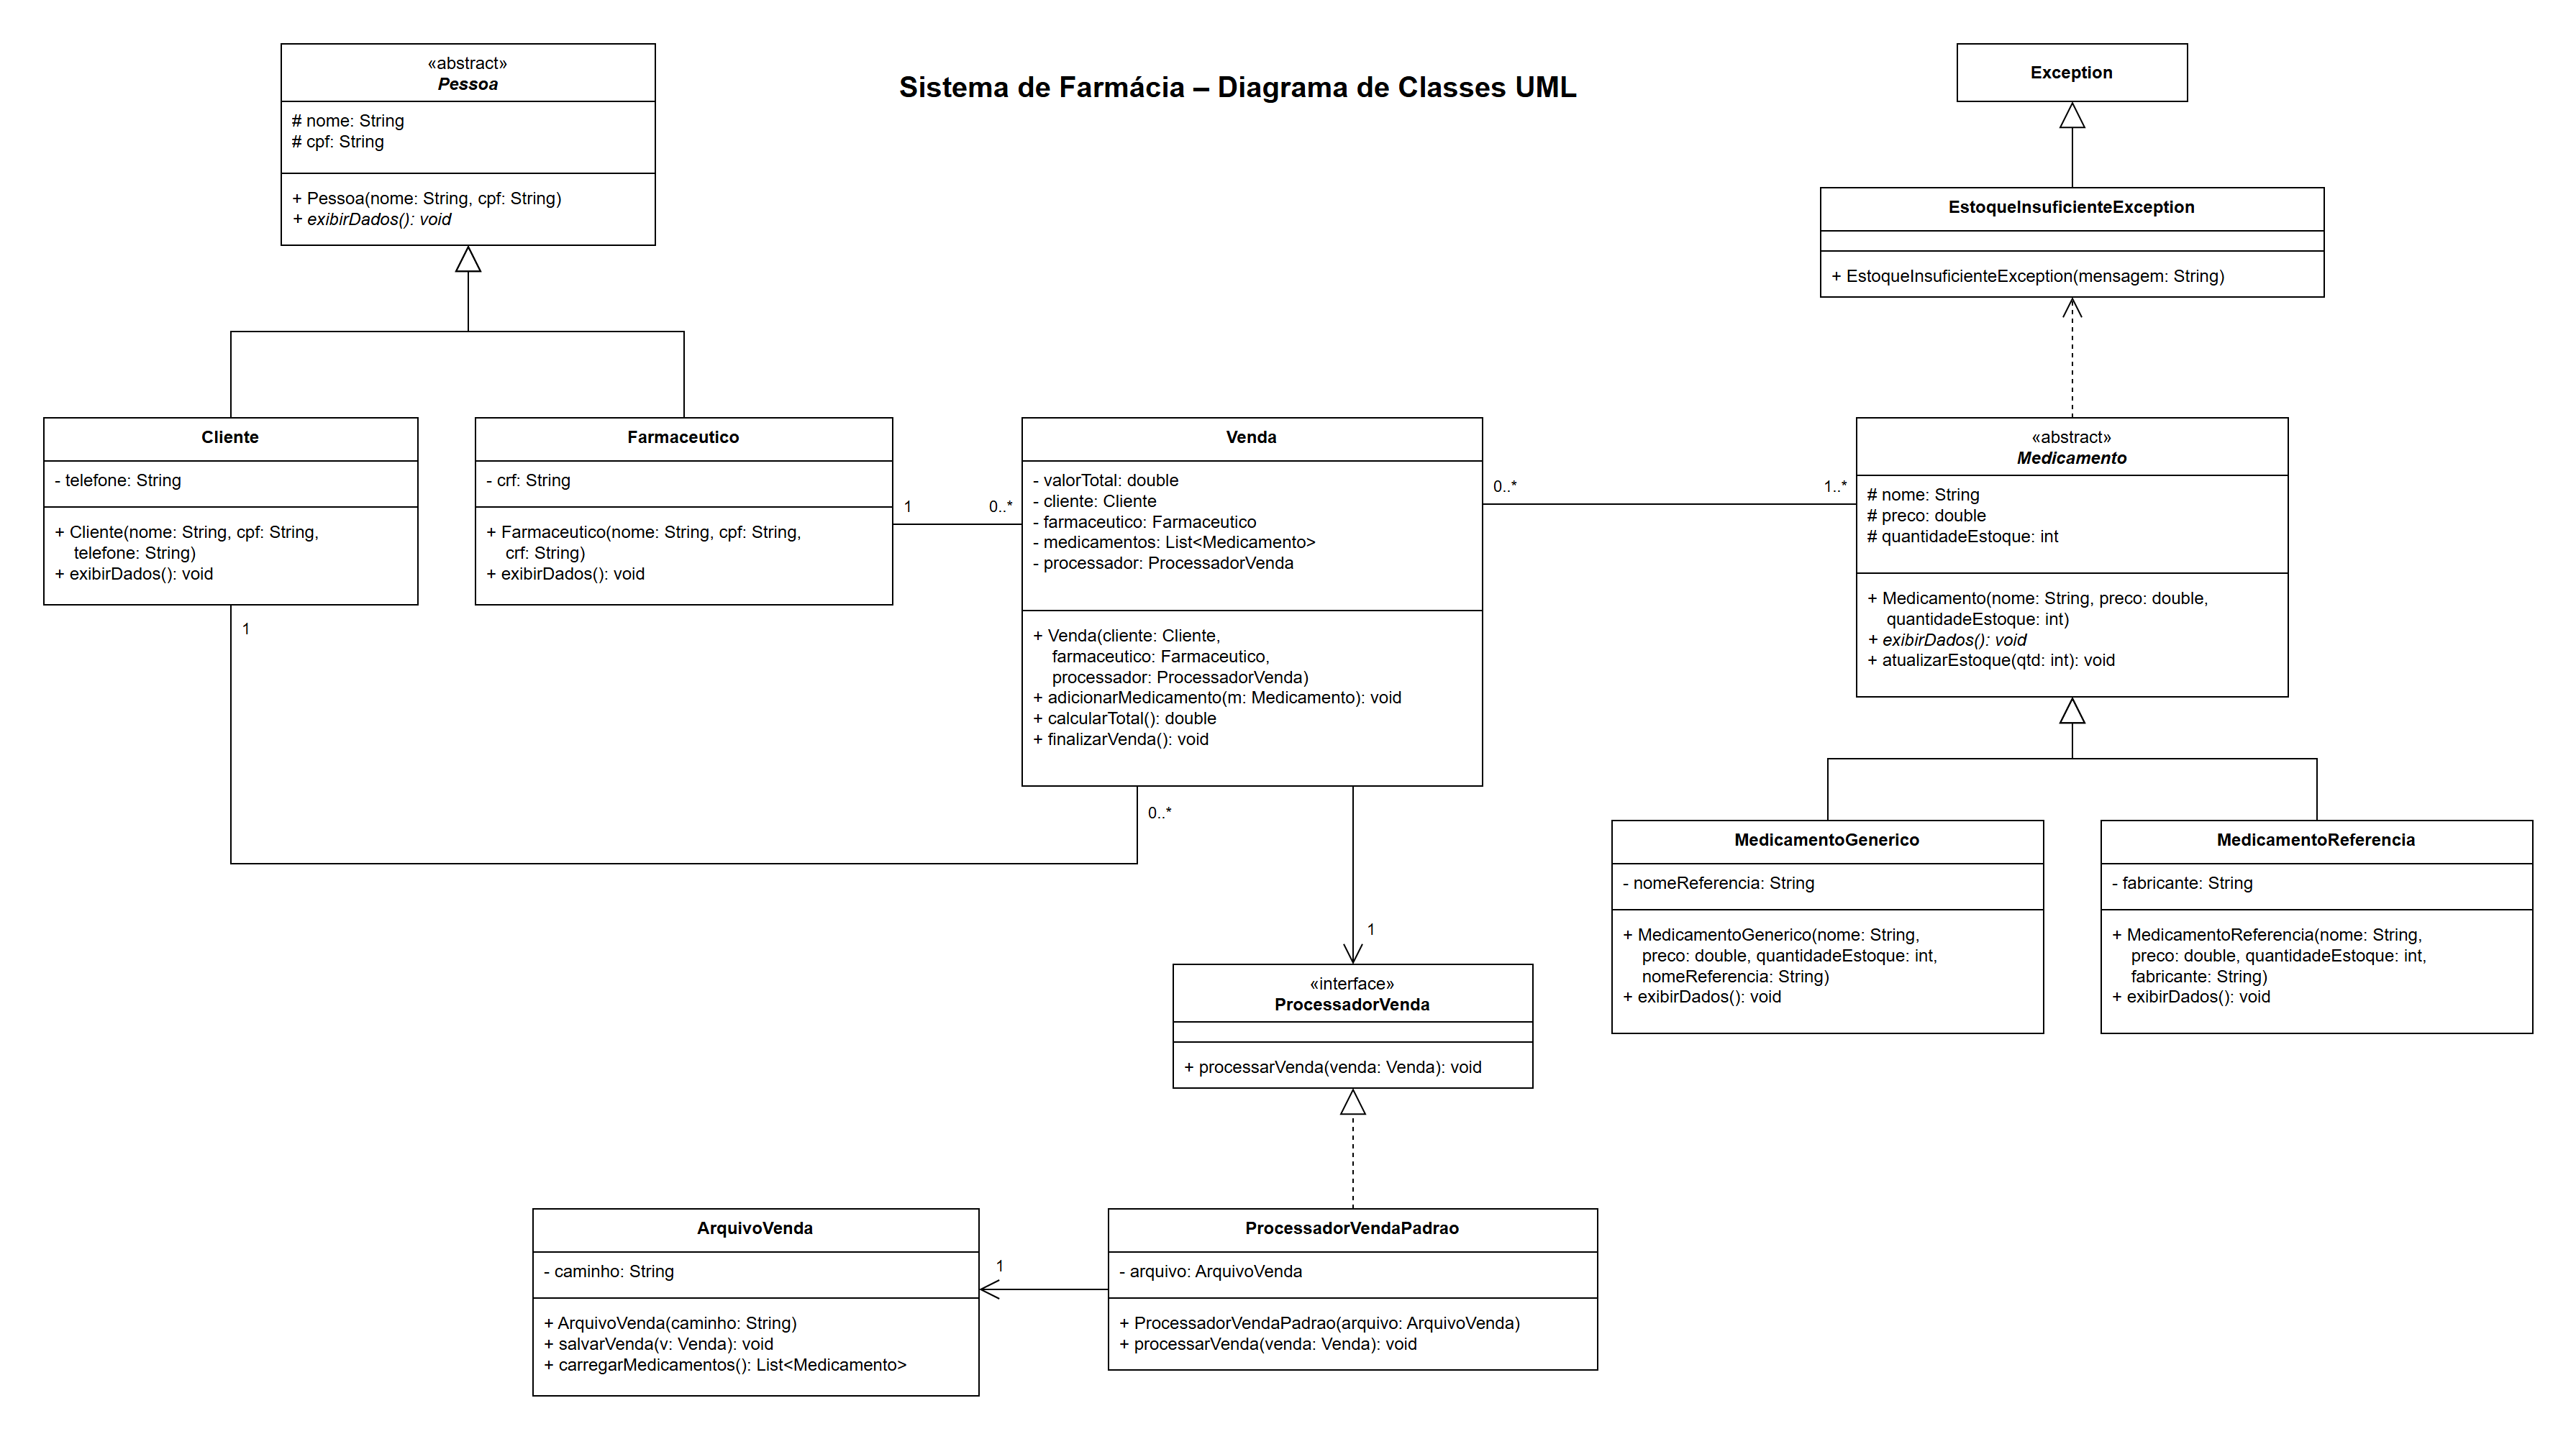 Sistema de Farmácia – Diagrama de Classes UML
«abstract»
Pessoa
# nome: String
# cpf: String
+ Pessoa(nome: String, cpf: String)
+ exibirDados(): void
Exception
EstoqueInsuficienteException
+ EstoqueInsuficienteException(mensagem: String)
Cliente
- telefone: String
+ Cliente(nome: String, cpf: String,
telefone: String)
+ exibirDados(): void
1
Farmaceutico
- crf: String
+ Farmaceutico(nome: String, cpf: String,
crf: String)
+ exibirDados(): void
1
0..*
Venda
- valorTotal: double
- cliente: Cliente
- farmaceutico: Farmaceutico
- medicamentos: List<Medicamento>
- processador: ProcessadorVenda
+ Venda(cliente: Cliente,
farmaceutico: Farmaceutico,
processador: ProcessadorVenda)
+ adicionarMedicamento(m: Medicamento): void
+ calcularTotal(): double
+ finalizarVenda(): void
0..*
0..*
1..*
«abstract»
Medicamento
# nome: String
# preco: double
# quantidadeEstoque: int
+ Medicamento(nome: String, preco: double,
quantidadeEstoque: int)
+ exibirDados(): void
+ atualizarEstoque(qtd: int): void
MedicamentoGenerico
- nomeReferencia: String
+ MedicamentoGenerico(nome: String,
preco: double, quantidadeEstoque: int,
nomeReferencia: String)
+ exibirDados(): void
MedicamentoReferencia
- fabricante: String
+ MedicamentoReferencia(nome: String,
preco: double, quantidadeEstoque: int,
fabricante: String)
+ exibirDados(): void
1
«interface»
ProcessadorVenda
+ processarVenda(venda: Venda): void
ArquivoVenda
- caminho: String
+ ArquivoVenda(caminho: String)
+ salvarVenda(v: Venda): void
+ carregarMedicamentos(): List<Medicamento>
1
ProcessadorVendaPadrao
- arquivo: ArquivoVenda
+ ProcessadorVendaPadrao(arquivo: ArquivoVenda)
+ processarVenda(venda: Venda): void